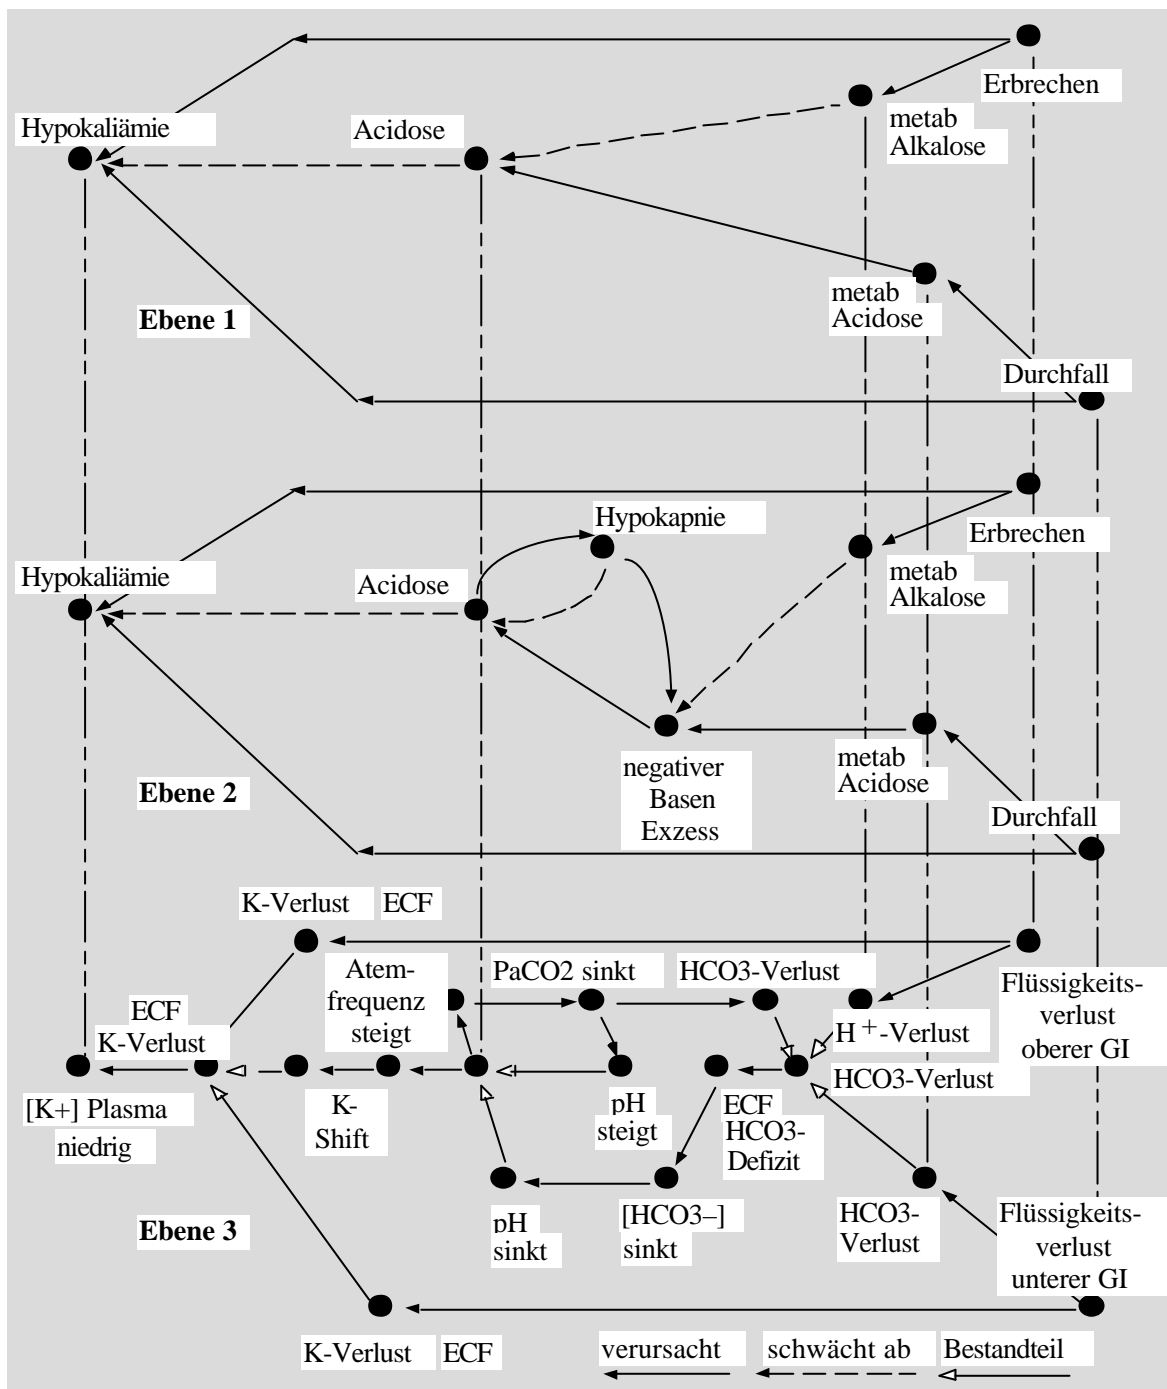 Erbrechen
metab
Alkalose
Hypokaliämie
Acidose
metab
Acidose
Ebene 1
Durchfall
Hypokapnie
Erbrechen
Hypokaliämie
Acidose
metab
Alkalose
negativer
Basen
Exzess
metab
Acidose
Ebene 2
Durchfall
K-Verlust ECF
Atem-
frequenz
steigt
PaCO2 sinkt
HCO3-Verlust
Flüssigkeits-
verlust
oberer GI
ECF
K-Verlust
H+-Verlust
HCO3-Verlust
[K+] Plasma
niedrig
K-
Shift
pH
steigt
ECF
HCO3-
Defizit
Ebene 3
pH
sinkt
[HCO3–]
sinkt
HCO3-
Verlust
Flüssigkeits-
verlust
unterer GI
K-Verlust ECF
verursacht
schwächt ab
Bestandteil